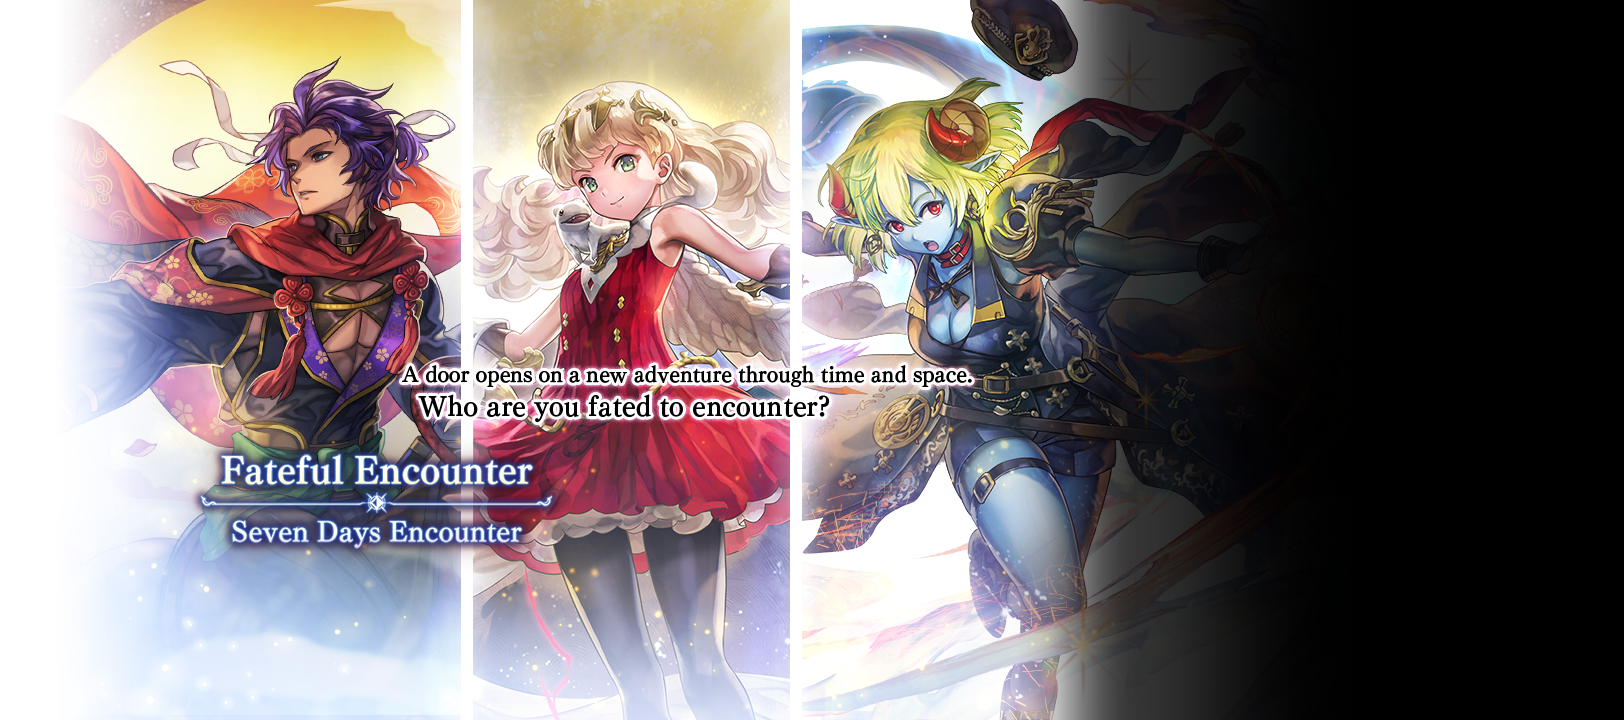 A door opens on a new adventure through time and space.
Who are you fated to encounter?
Fateful Encounter
Seven Days Encounter